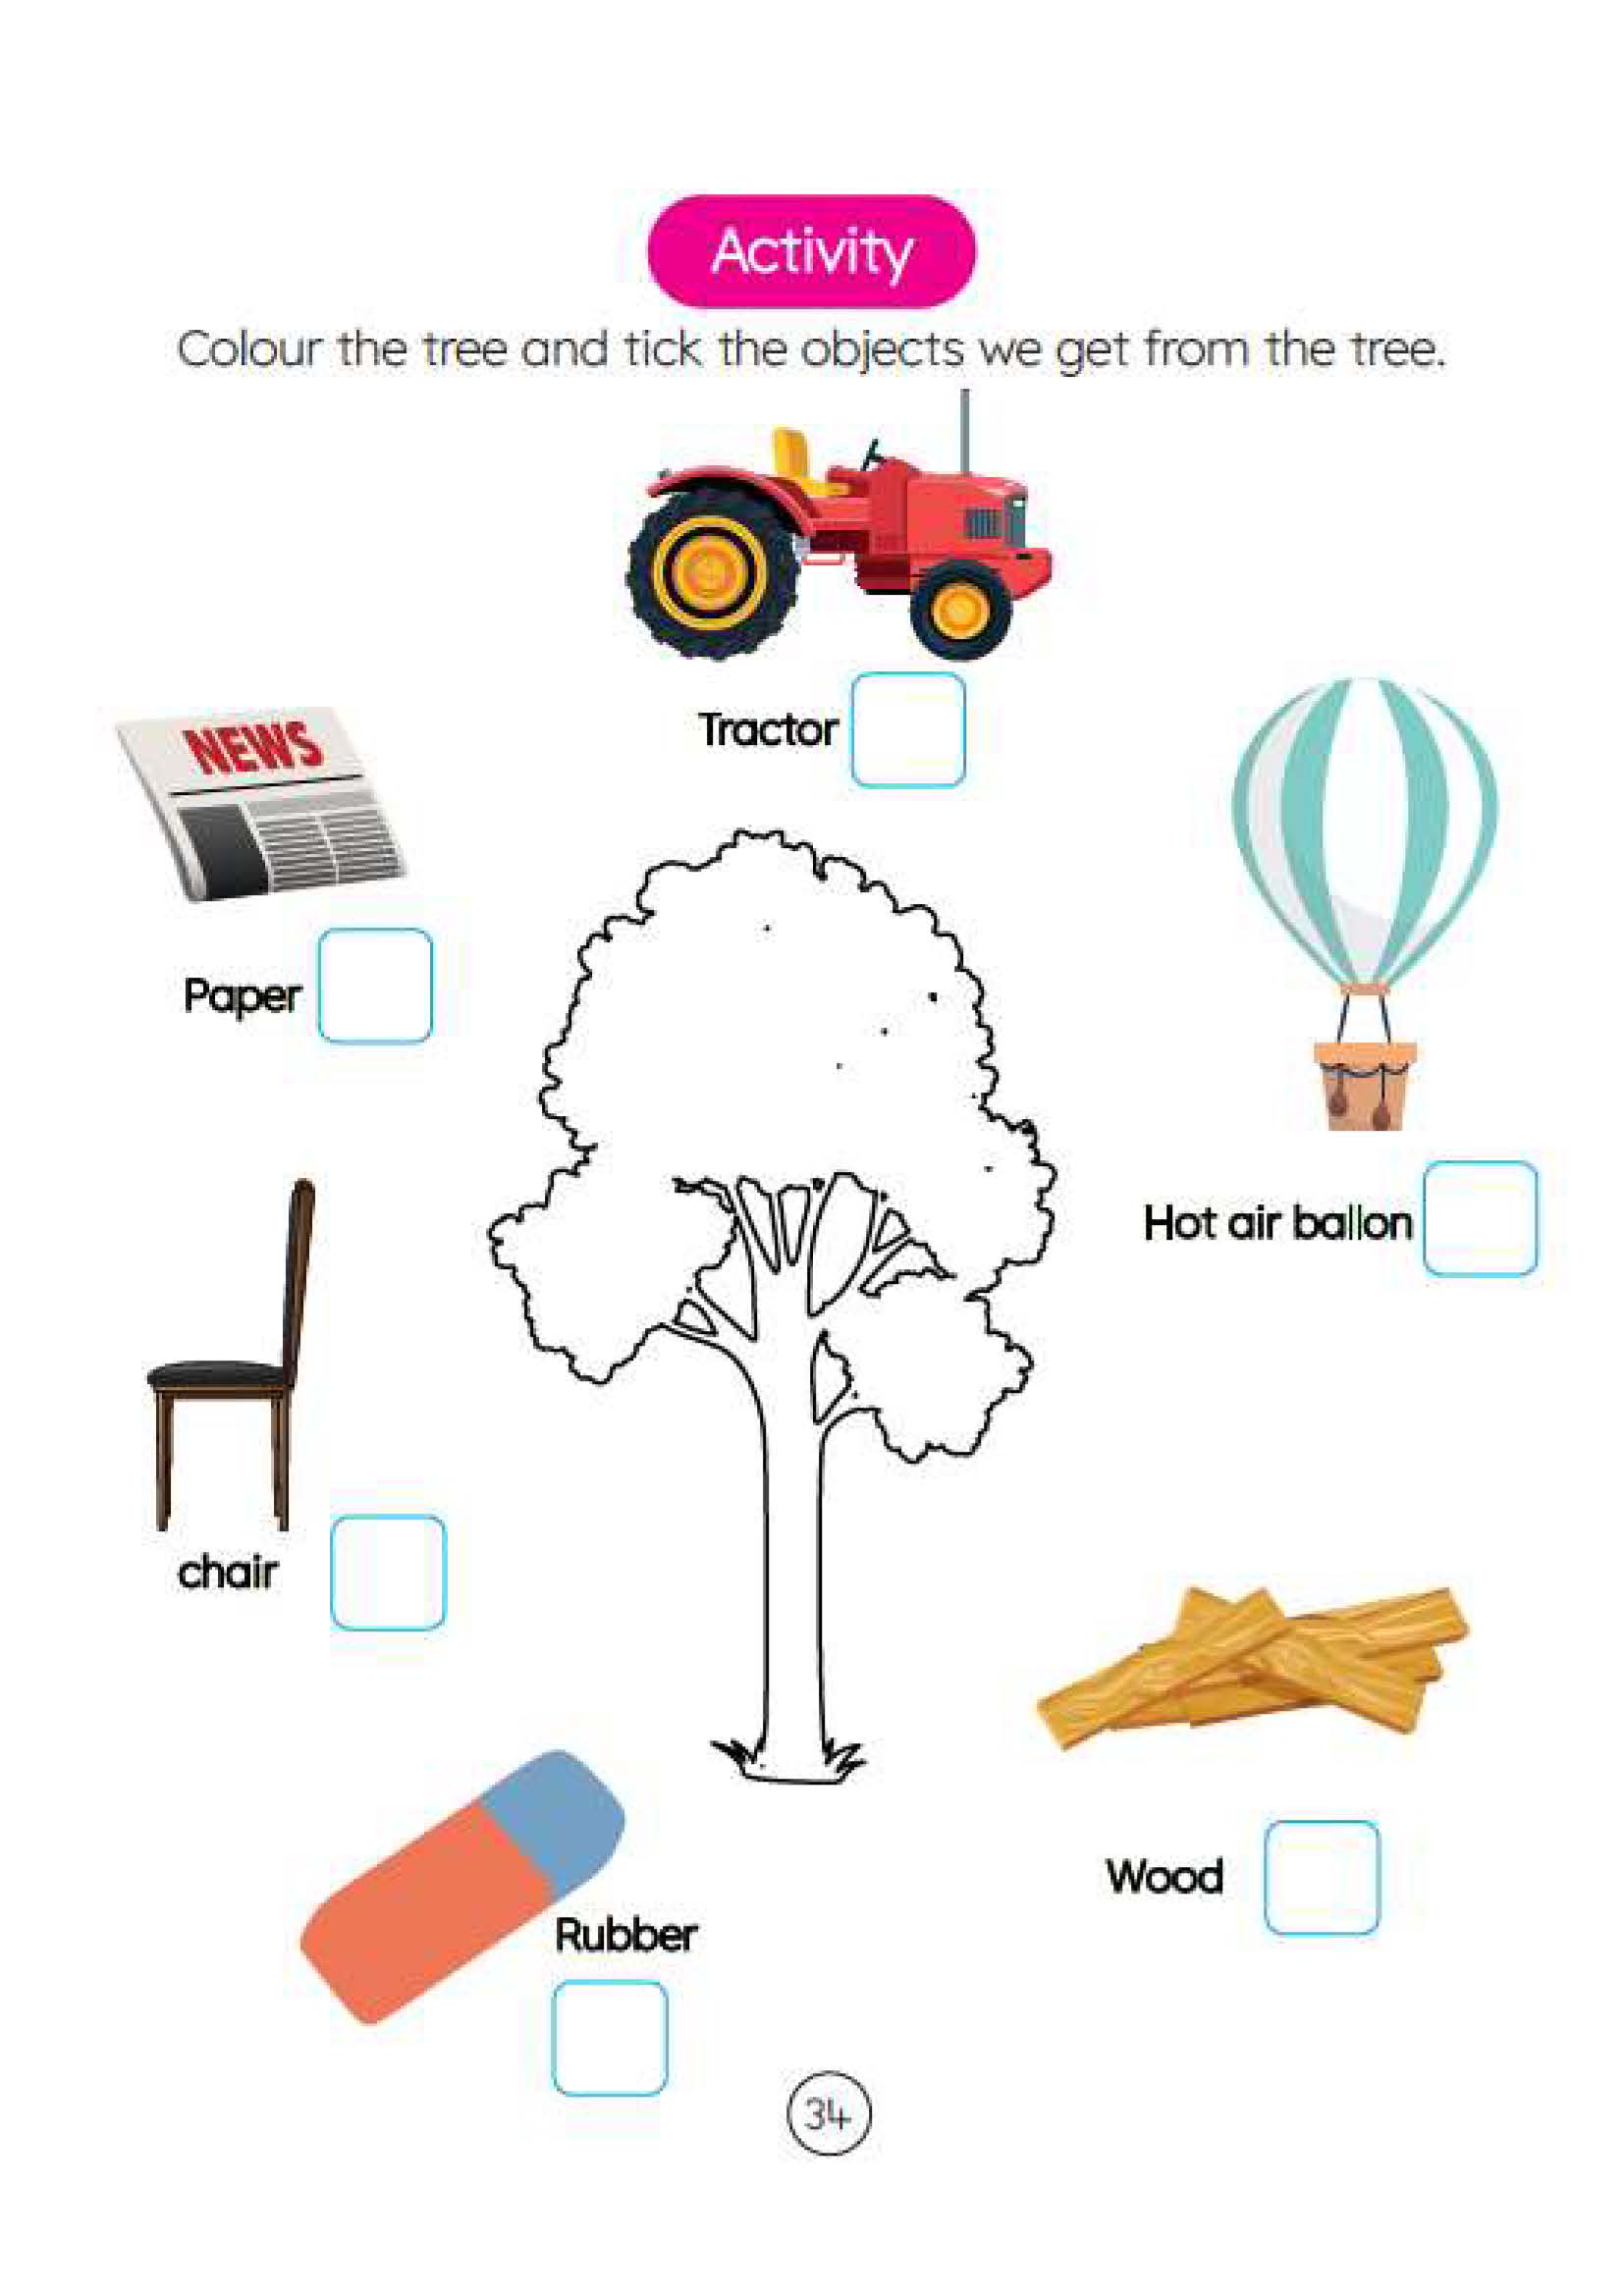 Activity
Colour the tree and tick the objects we get from the tree.
Tractor
NEWS
Paper
Hot air ballon
chair
Wood
Rubber
34